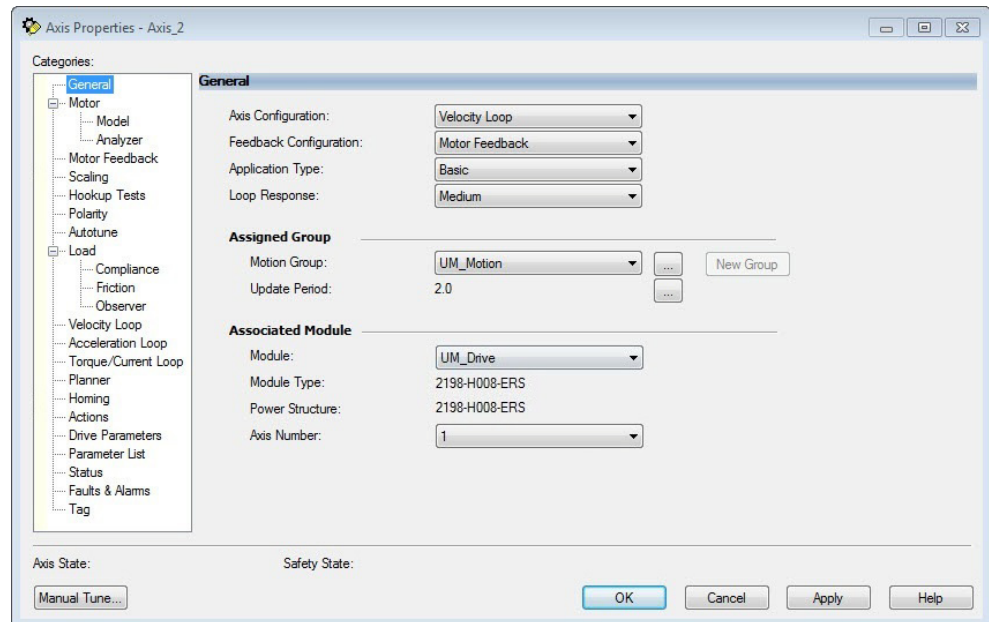 Axis Properties - Axis_2
Categories:
General
Motor
Model
Analyzer
Motor Feedback
Scaling
Hookup Tests
Polarity
Autotune
Load
Compliance
Friction
Observer
Velocity Loop
Acceleration Loop
Torque/Current Loop
Planner
Homing
Actions
Drive Parameters
Parameter List
Status
Faults & Alarms
Tag
General
Axis Configuration: Velocity Loop
Feedback Configuration: Motor Feedback
Application Type: Basic
Loop Response: Medium
Assigned Group
Motion Group: UM_Motion ... New Group
Update Period: 2.0 ...
Associated Module
Module: UM_Drive
Module Type: 2198-H008-ERS
Power Structure: 2198-H008-ERS
Axis Number: 1
Axis State: Safety State:
Manual Tune... OK Cancel Apply Help